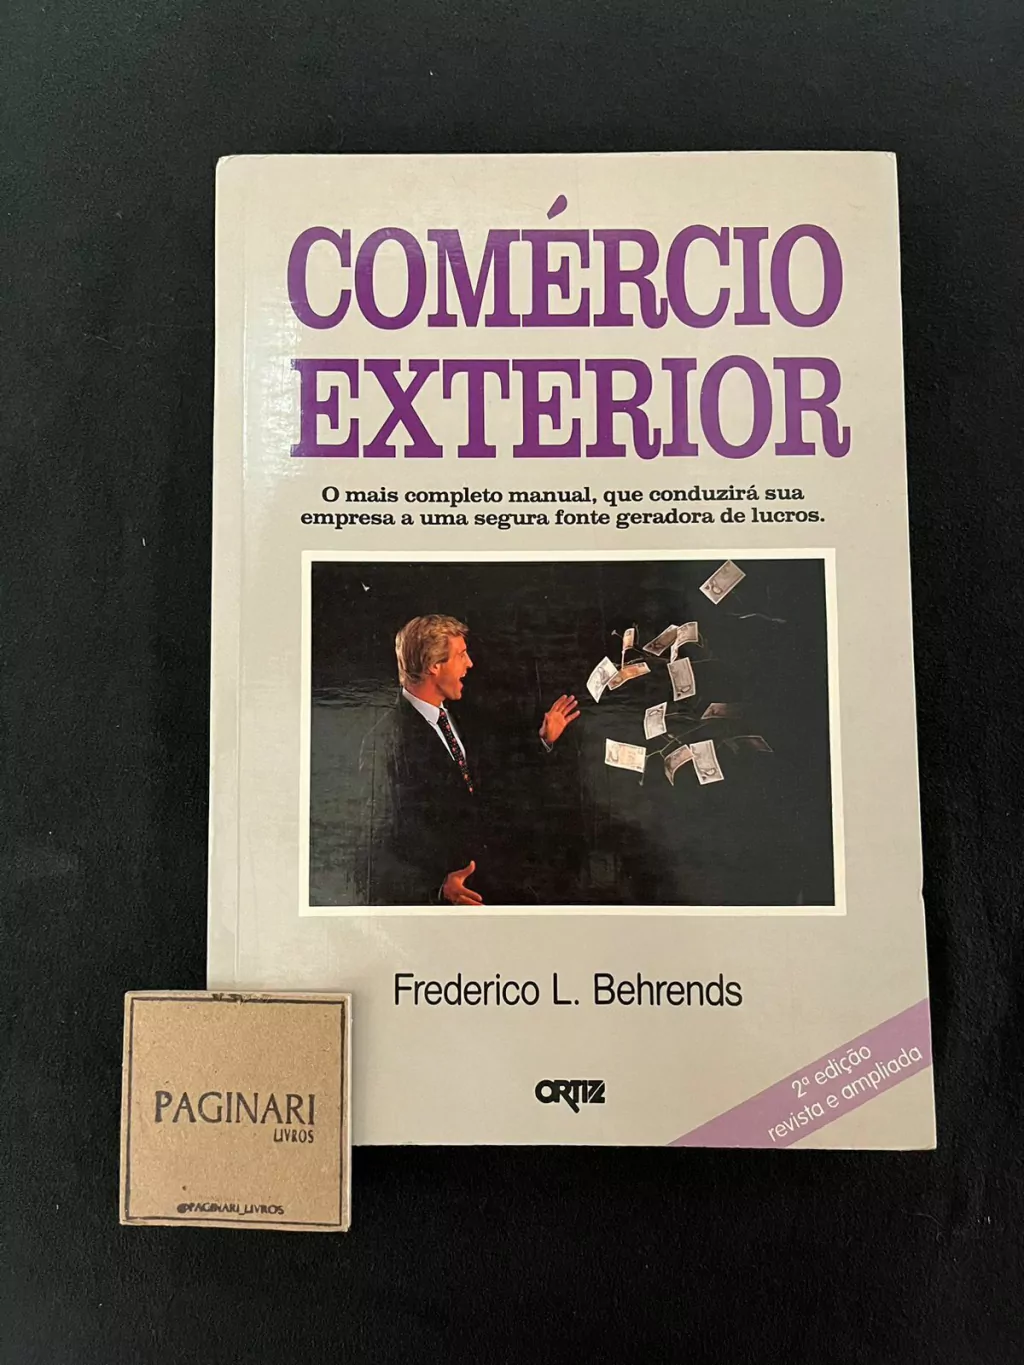 COMÉRCIO
EXTERIOR
O mais completo manual, que conduzirá sua
empresa a uma segura fonte geradora de lucros.
Frederico L. Behrends
ORTIZ
2ª edição
revista e ampliada
PAGINARI
LIVROS
@PAGINARI_LIVROS